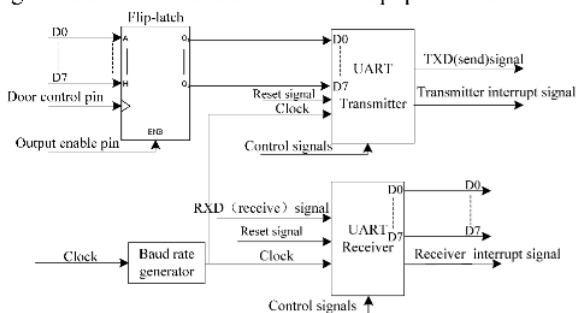 Flip-latch
D0
A
D7
H
Door control pin
ENB
Output enable pin
D0
D7
UART
Transmitter
Reset signal
Clock
Control signals
TXD(send)signal
Transmitter interrupt signal
RXD（receive）signal
Reset signal
Clock
Clock
Baud rate
generator
UART
Receiver
D0
D7
D0
D7
Receiver interrupt signal
Control signals